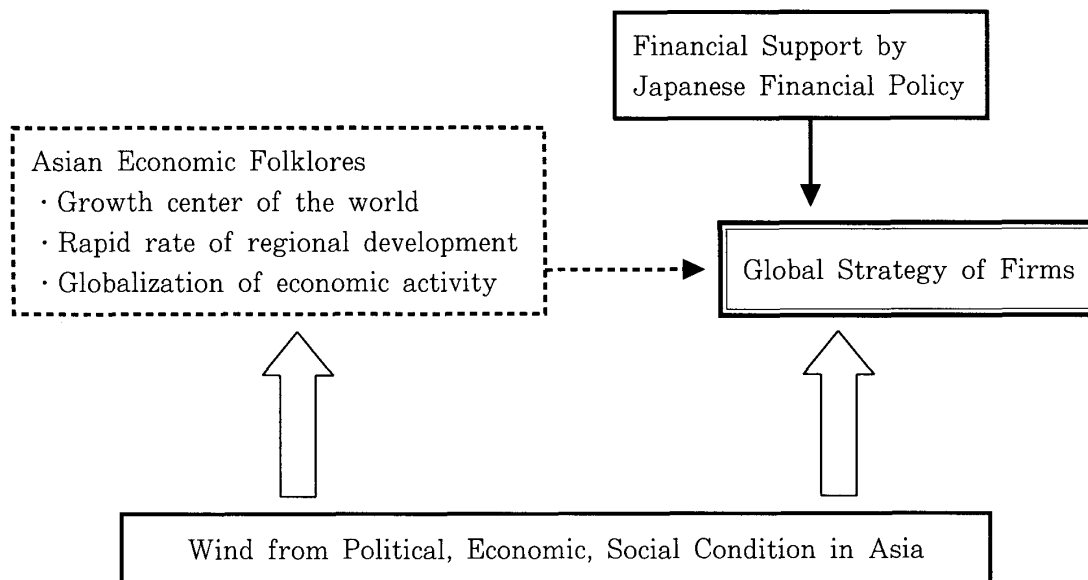 Financial Support by
Japanese Financial Policy
Asian Economic Folklores
・Growth center of the world
・Rapid rate of regional development
・Globalization of economic activity
Global Strategy of Firms
Wind from Political, Economic, Social Condition in Asia